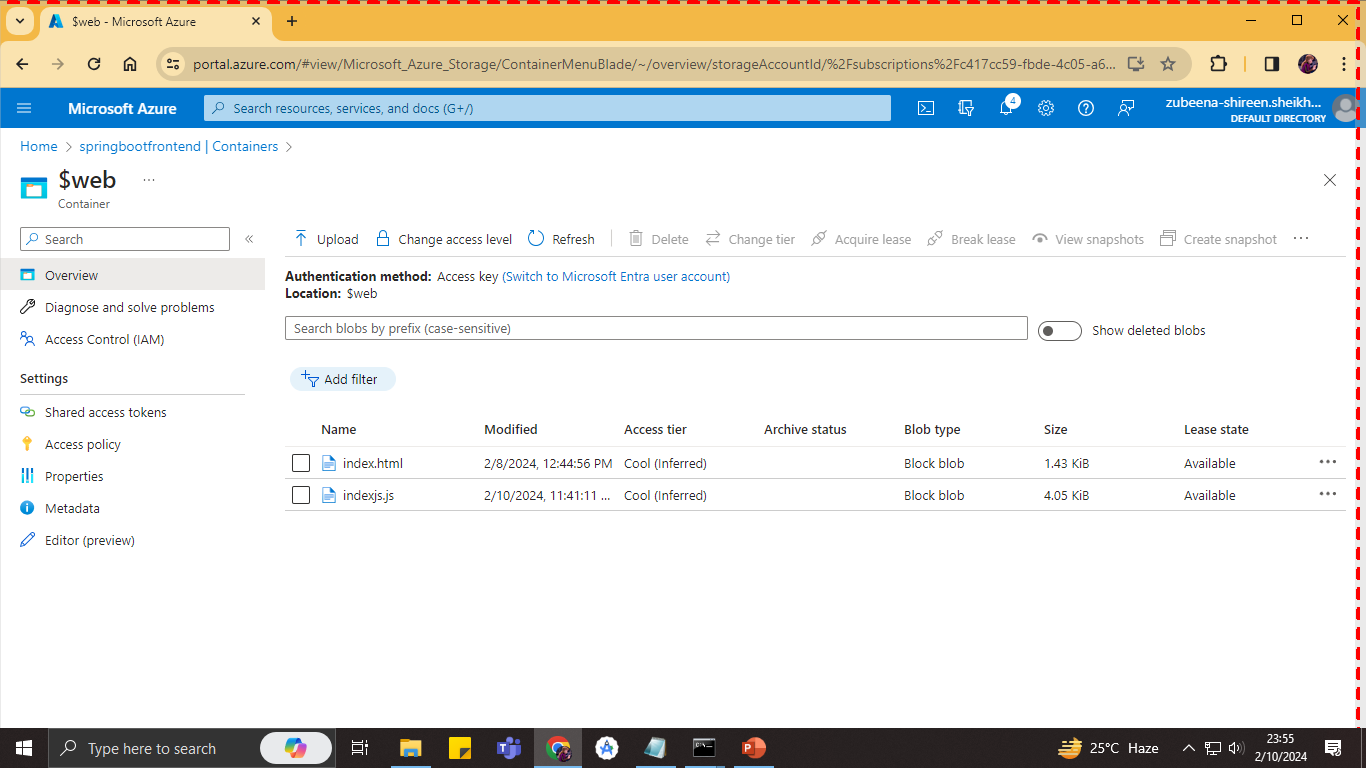 $web - Microsoft Azure
portal.azure.com/#view/Microsoft_Azure_Storage/ContainerMenuBlade/~/overview/storageAccountId/%2Fsubscriptions%2Fc417cc59-fbde-4c05-a6...
Microsoft Azure
Search resources, services, and docs (G+/)
4
zubeena-shireen.sheikh...
DEFAULT DIRECTORY
Home > springbootfrontend | Containers >
$web ...
Container
Search «
Upload Change access level Refresh Delete Change tier Acquire lease Break lease View snapshots Create snapshot ...
Overview
Diagnose and solve problems
Access Control (IAM)
Settings
Shared access tokens
Access policy
Properties
Metadata
Editor (preview)
Authentication method: Access key (Switch to Microsoft Entra user account)
Location: $web
Search blobs by prefix (case-sensitive)
Show deleted blobs
Add filter
Name Modified Access tier Archive status Blob type Size Lease state
index.html 2/8/2024, 12:44:56 PM Cool (Inferred) Block blob 1.43 KiB Available ...
indexjs.js 2/10/2024, 11:41:11 ... Cool (Inferred) Block blob 4.05 KiB Available ...
Type here to search
25°C Haze
23:55
2/10/2024